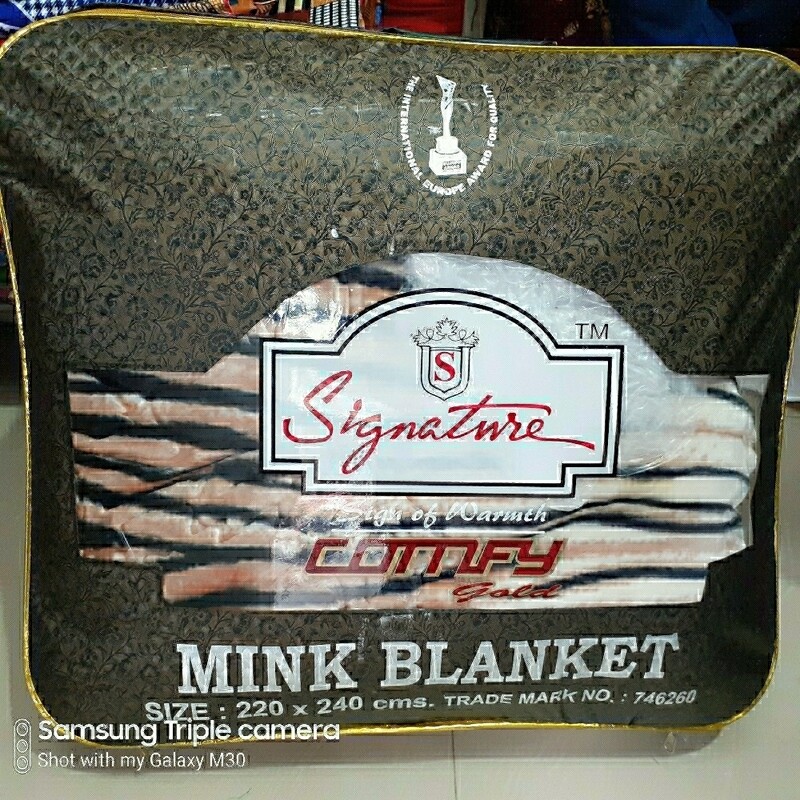 THE INTERNATIONAL EUROPE AWARD FOR QUALITY
TM
S
Signature
Sign of Warmth
COMFY
Gold
MINK BLANKET
SIZE : 220 x 240 cms. TRADE MARK NO. : 746260
Samsung Triple camera
Shot with my Galaxy M30